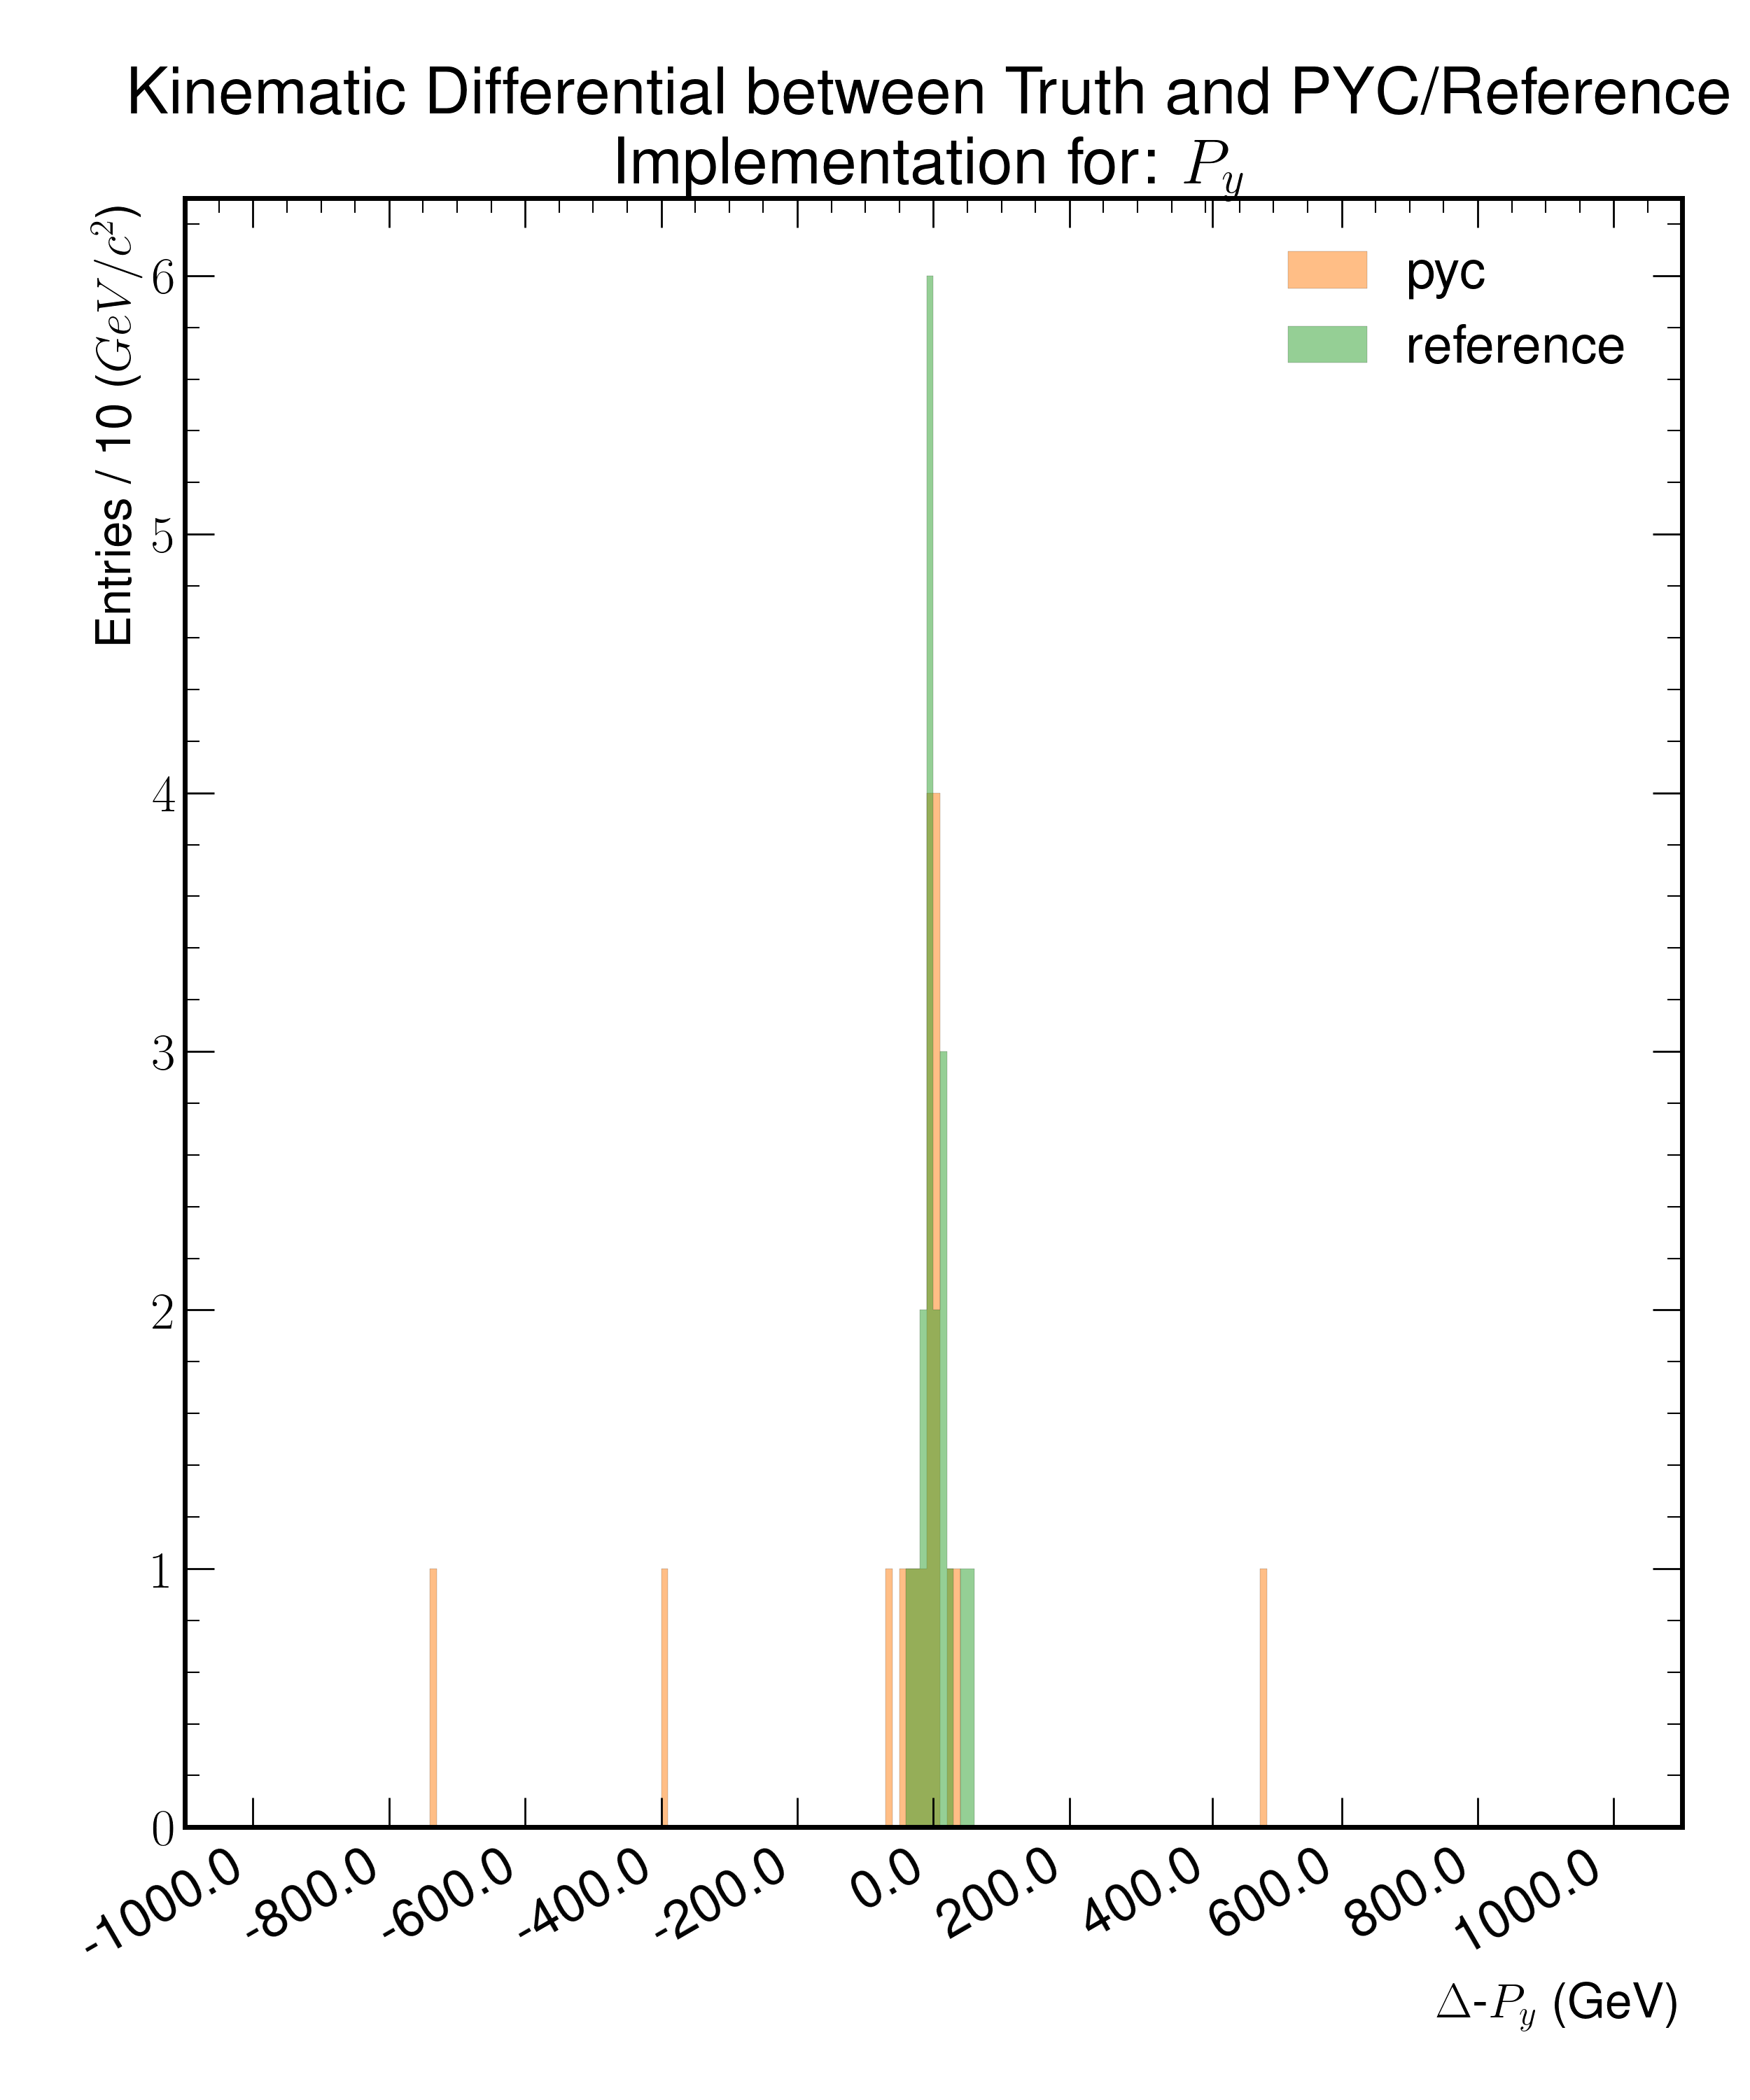 Kinematic Differential between Truth and PYC/Reference
Implementation for: $P_y$
Entries / 10 ($GeV/c^2$)
pyc
reference
6
5
4
3
2
1
0
-1000.0 -800.0 -600.0 -400.0 -200.0 0.0 200.0 400.0 600.0 800.0 1000.0
Δ-$P_y$ (GeV)